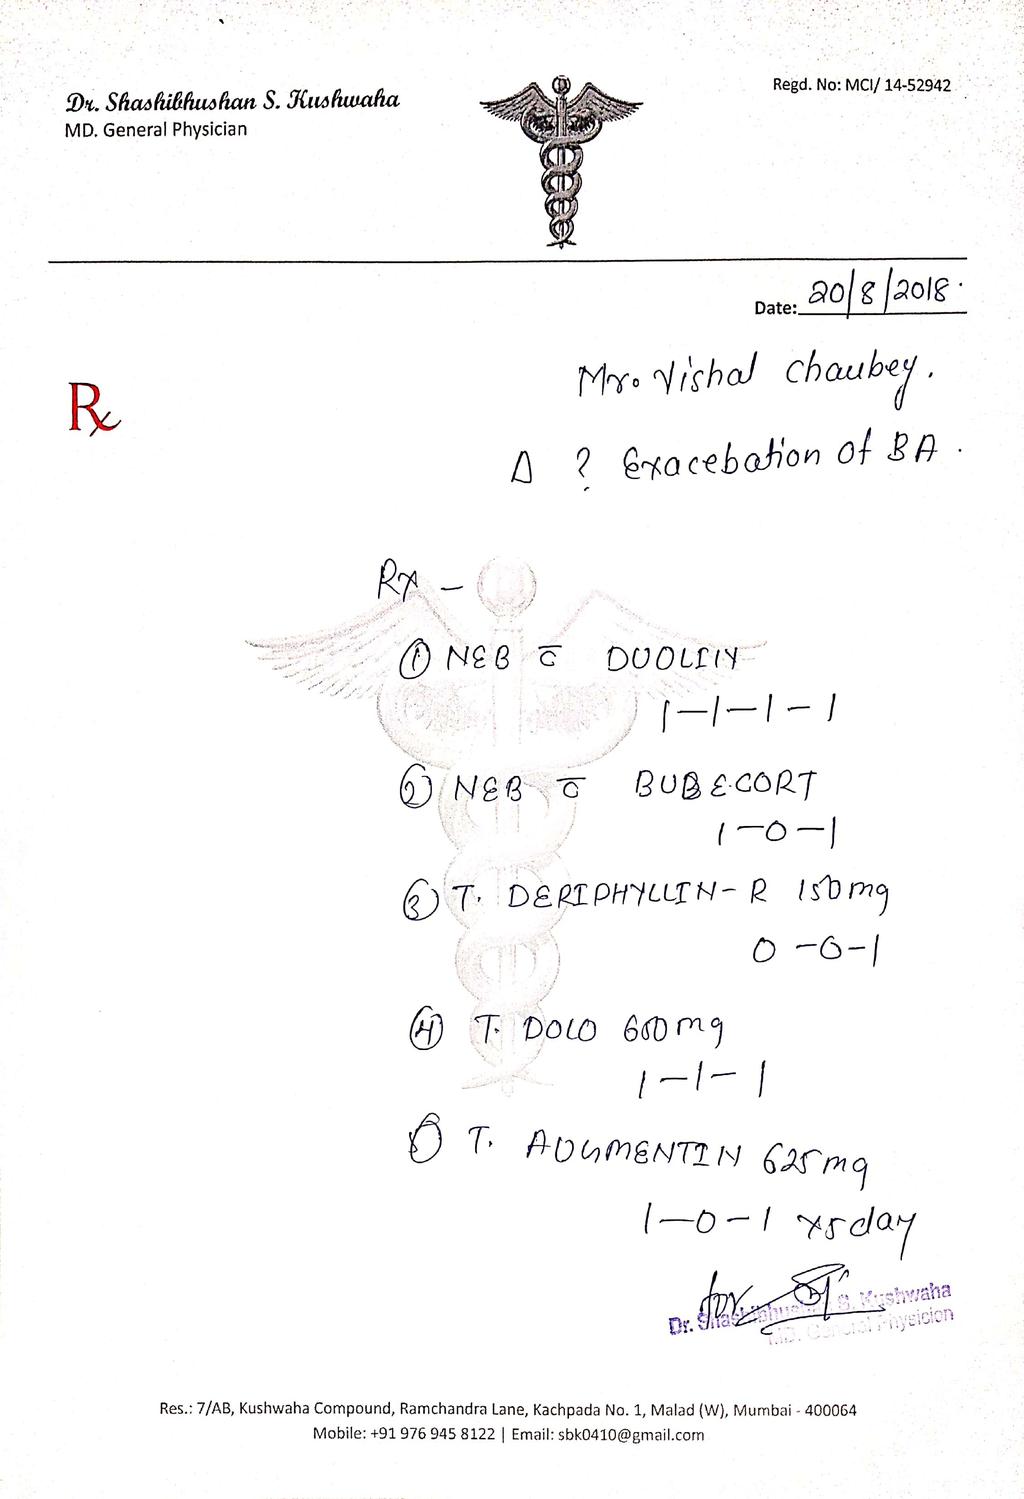 Dr. Shashibhushan S. Kushwaha
MD. General Physician
Regd. No: MCI/ 14-52942
Date: 20/8/2018.
Rx
Mr. Vishal Chaubey.
Δ ? Exacebation of BA.
Rx -
① NEB c̄ DUOLIN
1-1-1-1
② NEB c̄ BUDECORT
1-0-1
③ T. DERIPHYLLIN-R 150mg
0-0-1
④ T. DOLO 650mg
1-1-1
⑤ T. AUGMENTIN 625mg
1-0-1 x5day
for
Dr. Shashibhushan S. Kushwaha
MD. General Physicion
Res.: 7/AB, Kushwaha Compound, Ramchandra Lane, Kachpada No. 1, Malad (W), Mumbai - 400064
Mobile: +91 976 945 8122 | Email: sbk0410@gmail.com